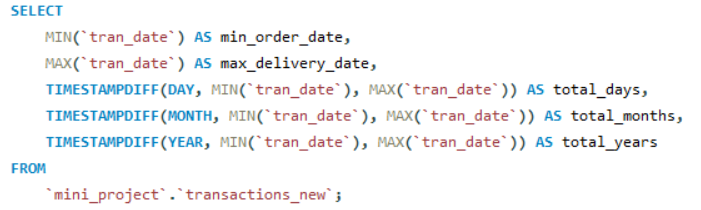 SELECT
MIN(`tran_date`) AS min_order_date,
MAX(`tran_date`) AS max_delivery_date,
TIMESTAMPDIFF(DAY, MIN(`tran_date`), MAX(`tran_date`)) AS total_days,
TIMESTAMPDIFF(MONTH, MIN(`tran_date`), MAX(`tran_date`)) AS total_months,
TIMESTAMPDIFF(YEAR, MIN(`tran_date`), MAX(`tran_date`)) AS total_years
FROM
`mini_project`.`transactions_new`;